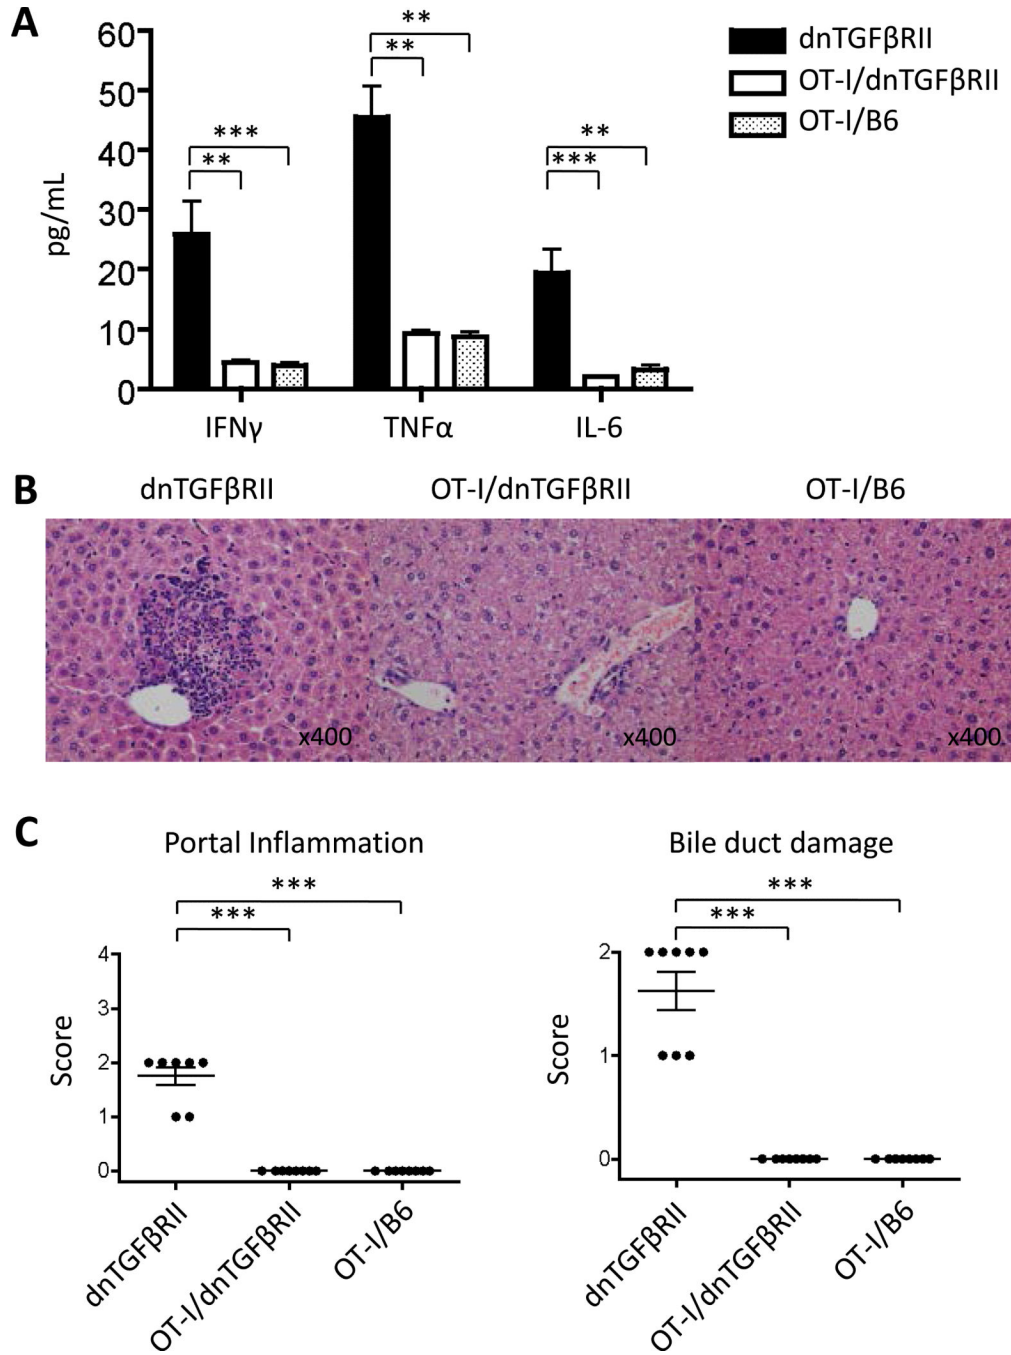 A
60
50
40
30
20
10
0
pg/mL
** 
**
***
**
**
***
IFNγ
TNFα
IL-6
dnTGFβRII
OT-I/dnTGFβRII
OT-I/B6
B
dnTGFβRII OT-I/dnTGFβRII OT-I/B6
x400 x400 x400
C
Portal Inflammation
***
***
4
3
2
1
0
Score
dnTGFβRII
OT-I/dnTGFβRII
OT-I/B6
Bile duct damage
***
***
2
1
0
Score
dnTGFβRII
OT-I/dnTGFβRII
OT-I/B6